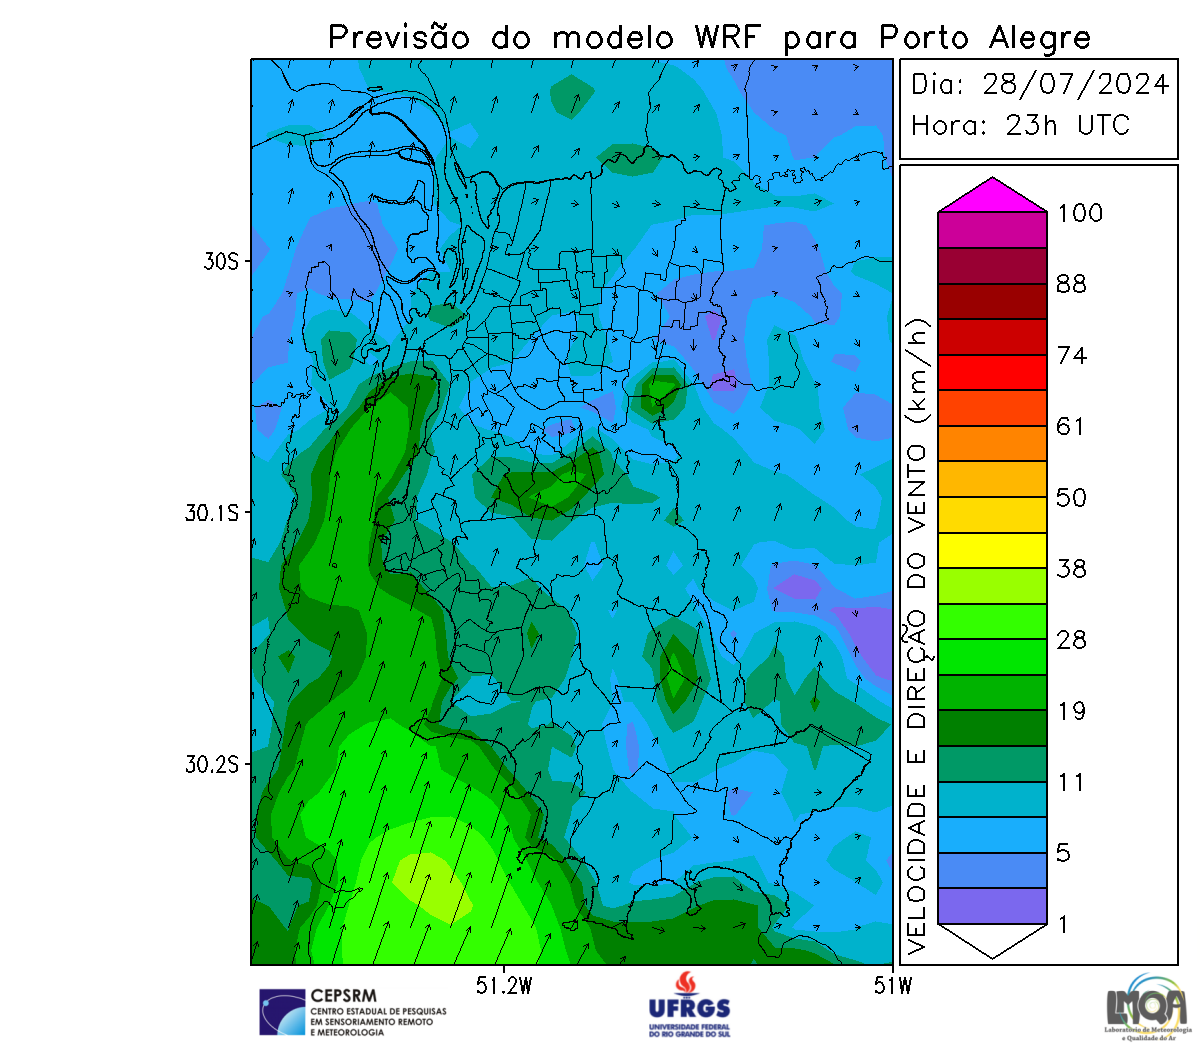 Previsão do modelo WRF para Porto Alegre
Dia: 28/07/2024
Hora: 23h UTC
30S
30.1S
30.2S
51.2W
51W
VELOCIDADE E DIREÇÃO DO VENTO (km/h)
100
88
74
61
50
38
28
19
11
5
1
CEPSRM
CENTRO ESTADUAL DE PESQUISAS
EM SENSORIAMENTO REMOTO
E METEOROLOGIA
UFRGS
UNIVERSIDADE FEDERAL
DO RIO GRANDE DO SUL
LMQA
Laboratório de Meteorologia
e Qualidade do Ar